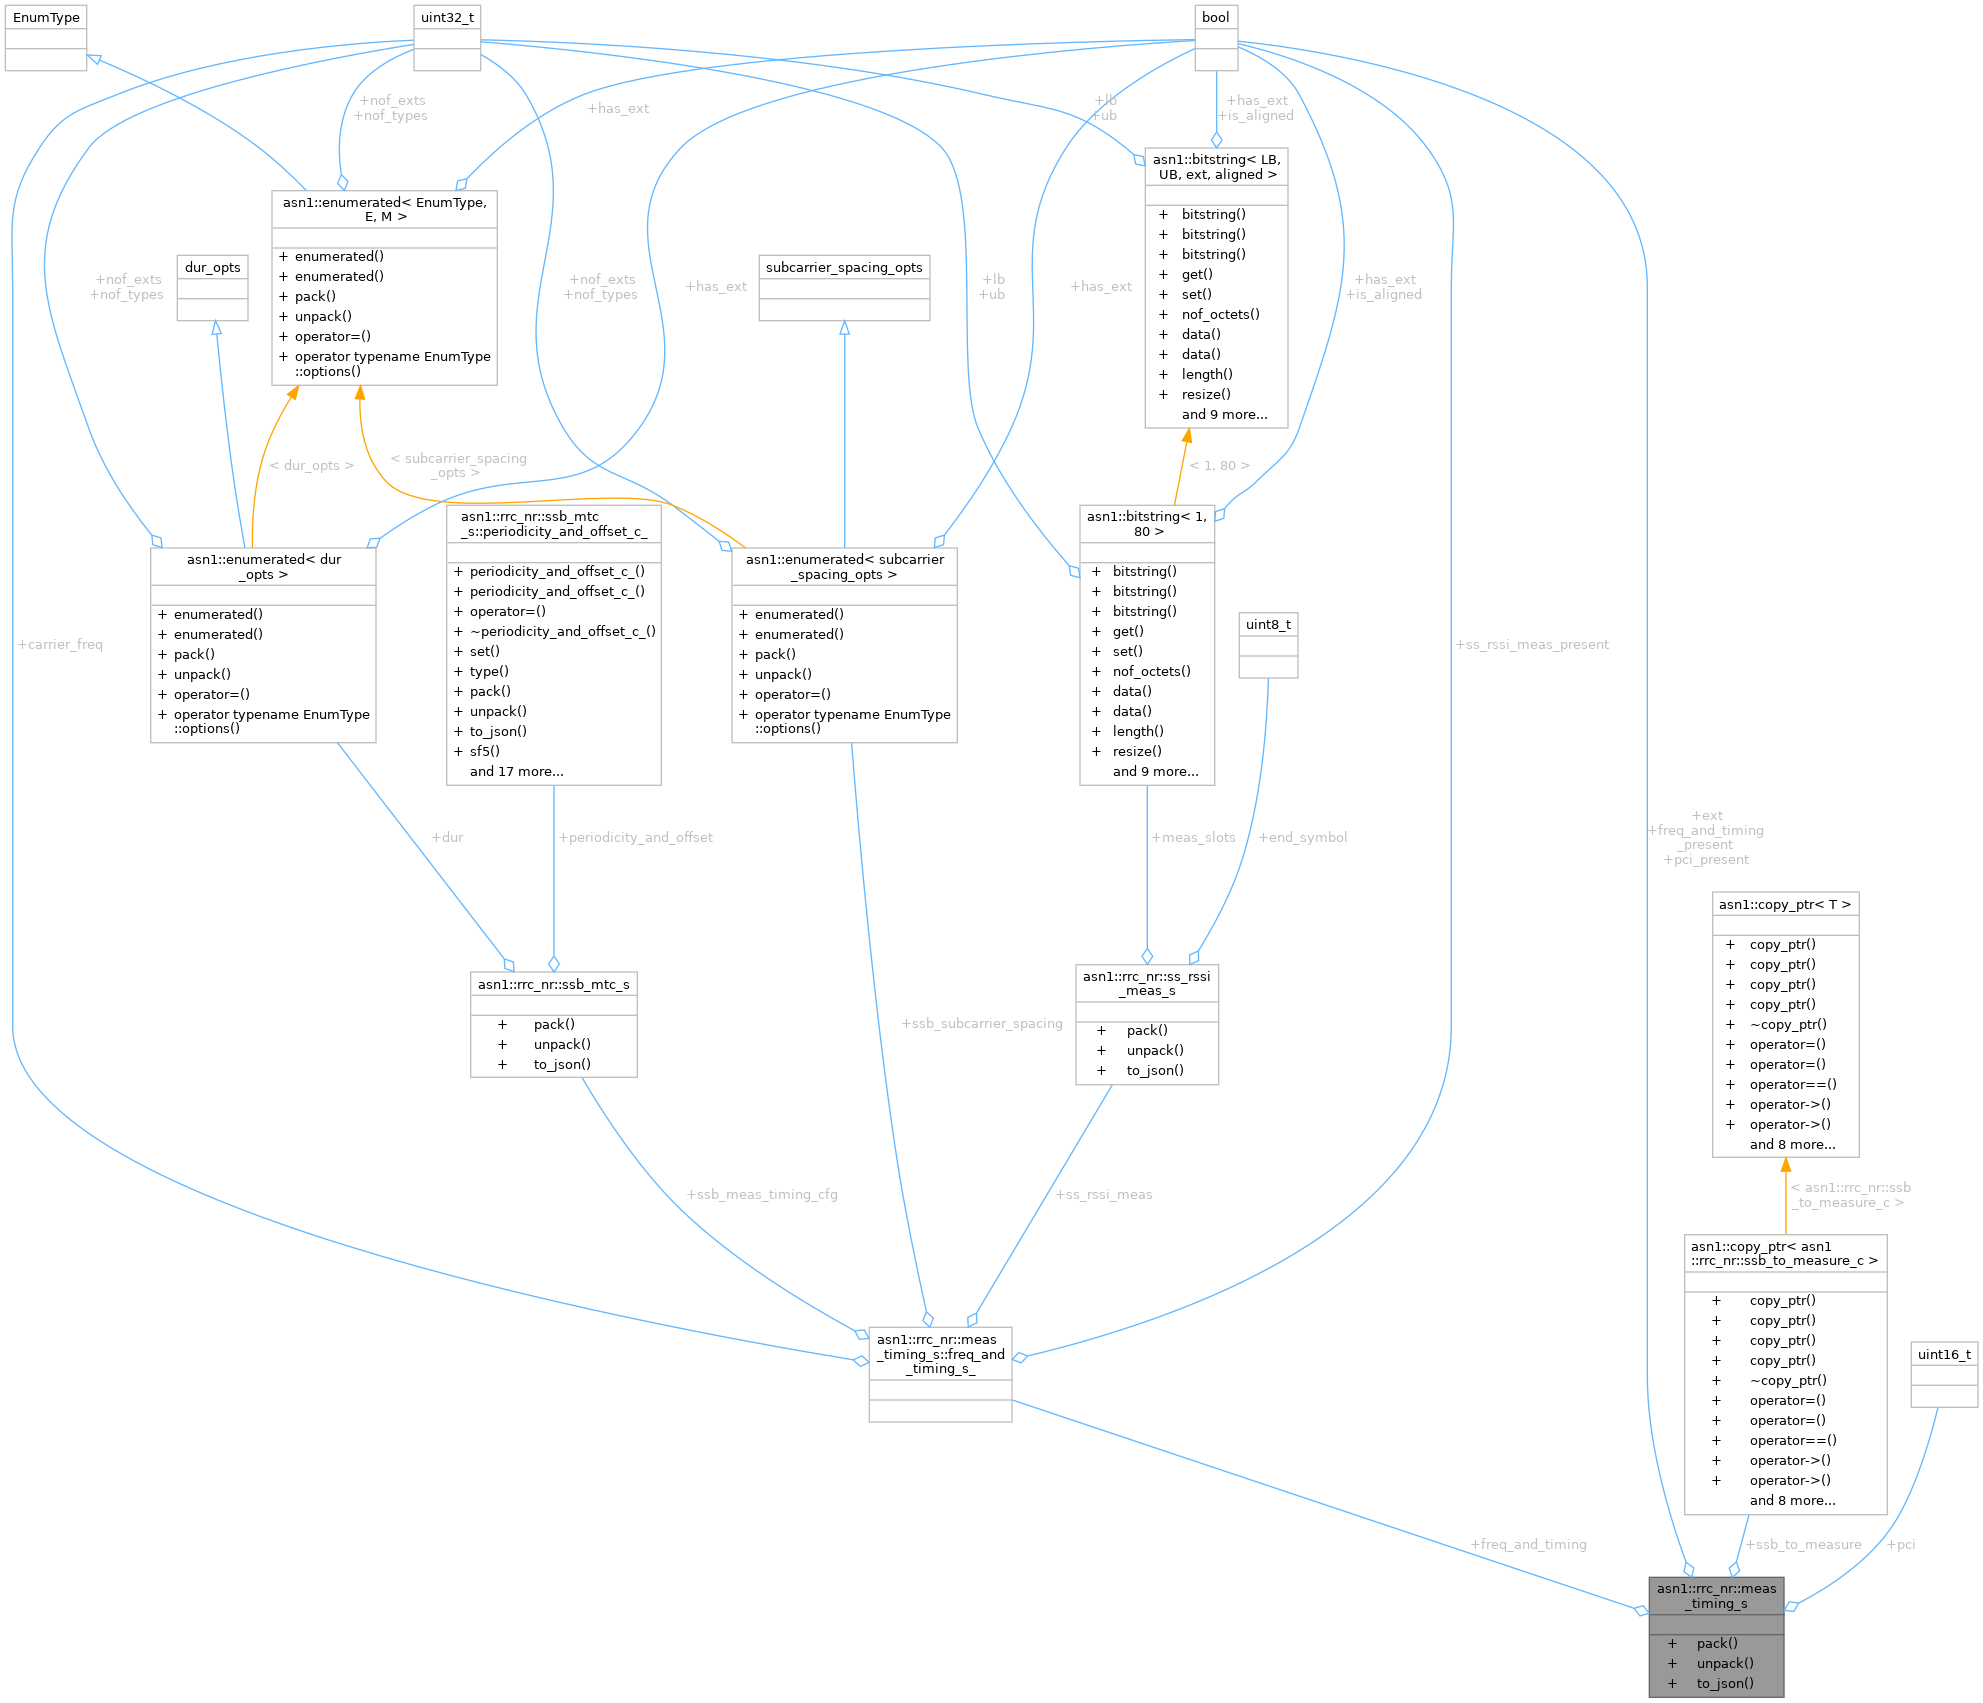 EnumType
uint32_t
bool
+nof_exts
+nof_types
+has_ext
+lb
+ub
+has_ext
+is_aligned
asn1::bitstring< LB,
UB, ext, aligned >
+ bitstring()
+ bitstring()
+ bitstring()
+ get()
+ set()
+ nof_octets()
+ data()
+ data()
+ length()
+ resize()
and 9 more...
asn1::enumerated< EnumType,
E, M >
+ enumerated()
+ enumerated()
+ pack()
+ unpack()
+ operator=()
+ operator typename EnumType
::options()
dur_opts
subcarrier_spacing_opts
+nof_exts
+nof_types
+nof_exts
+nof_types
+has_ext
+lb
+ub
+has_ext
+has_ext
+is_aligned
< dur_opts >
< subcarrier_spacing
_opts >
< 1, 80 >
asn1::enumerated< dur
_opts >
+ enumerated()
+ enumerated()
+ pack()
+ unpack()
+ operator=()
+ operator typename EnumType
::options()
asn1::rrc_nr::ssb_mtc
_s::periodicity_and_offset_c_
+ periodicity_and_offset_c_()
+ periodicity_and_offset_c_()
+ operator=()
+ ~periodicity_and_offset_c_()
+ set()
+ type()
+ pack()
+ unpack()
+ to_json()
+ sf5()
and 17 more...
asn1::enumerated< subcarrier
_spacing_opts >
+ enumerated()
+ enumerated()
+ pack()
+ unpack()
+ operator=()
+ operator typename EnumType
::options()
asn1::bitstring< 1,
80 >
+ bitstring()
+ bitstring()
+ bitstring()
+ get()
+ set()
+ nof_octets()
+ data()
+ data()
+ length()
+ resize()
and 9 more...
uint8_t
+carrier_freq
+ss_rssi_meas_present
+dur
+periodicity_and_offset
+meas_slots
+end_symbol
+ext
+freq_and_timing
_present
+pci_present
asn1::copy_ptr< T >
+ copy_ptr()
+ copy_ptr()
+ copy_ptr()
+ copy_ptr()
+ ~copy_ptr()
+ operator=()
+ operator=()
+ operator==()
+ operator->()
+ operator->()
and 8 more...
asn1::rrc_nr::ssb_mtc_s
+ pack()
+ unpack()
+ to_json()
+ssb_subcarrier_spacing
asn1::rrc_nr::ss_rssi
_meas_s
+ pack()
+ unpack()
+ to_json()
+ssb_meas_timing_cfg
+ss_rssi_meas
< asn1::rrc_nr::ssb
_to_measure_c >
asn1::copy_ptr< asn1
::rrc_nr::ssb_to_measure_c >
+ copy_ptr()
+ copy_ptr()
+ copy_ptr()
+ copy_ptr()
+ ~copy_ptr()
+ operator=()
+ operator=()
+ operator==()
+ operator->()
+ operator->()
and 8 more...
asn1::rrc_nr::meas
_timing_s::freq_and
_timing_s_
uint16_t
+freq_and_timing
+ssb_to_measure
+pci
asn1::rrc_nr::meas
_timing_s
+ pack()
+ unpack()
+ to_json()